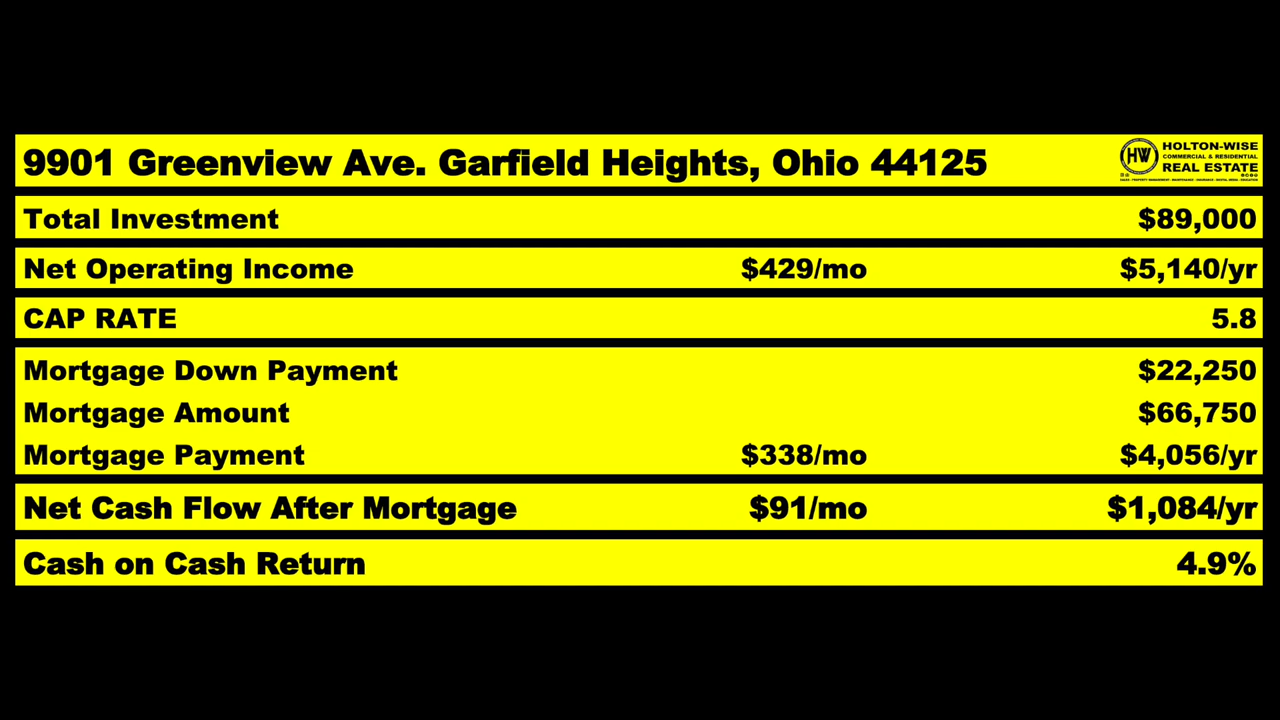 9901 Greenview Ave. Garfield Heights, Ohio 44125
HW
HOLTON-WISE
COMMERCIAL & RESIDENTIAL
REAL ESTATE
Total Investment $89,000
Net Operating Income $429/mo $5,140/yr
CAP RATE 5.8
Mortgage Down Payment $22,250
Mortgage Amount $66,750
Mortgage Payment $338/mo $4,056/yr
Net Cash Flow After Mortgage $91/mo $1,084/yr
Cash on Cash Return 4.9%